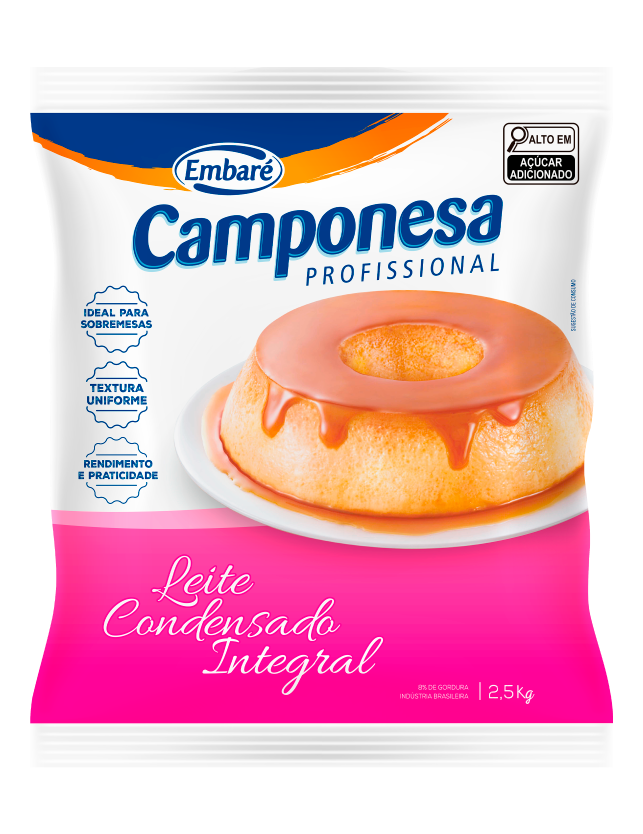 Embaré
Camponesa
PROFISSIONAL
ALTO EM
AÇÚCAR
ADICIONADO
SUGESTÃO DE CONSUMO
IDEAL PARA
SOBREMESAS
TEXTURA
UNIFORME
RENDIMENTO
E PRATICIDADE
Leite
Condensado
Integral
8% DE GORDURA
INDÚSTRIA BRASILEIRA
2,5Kg